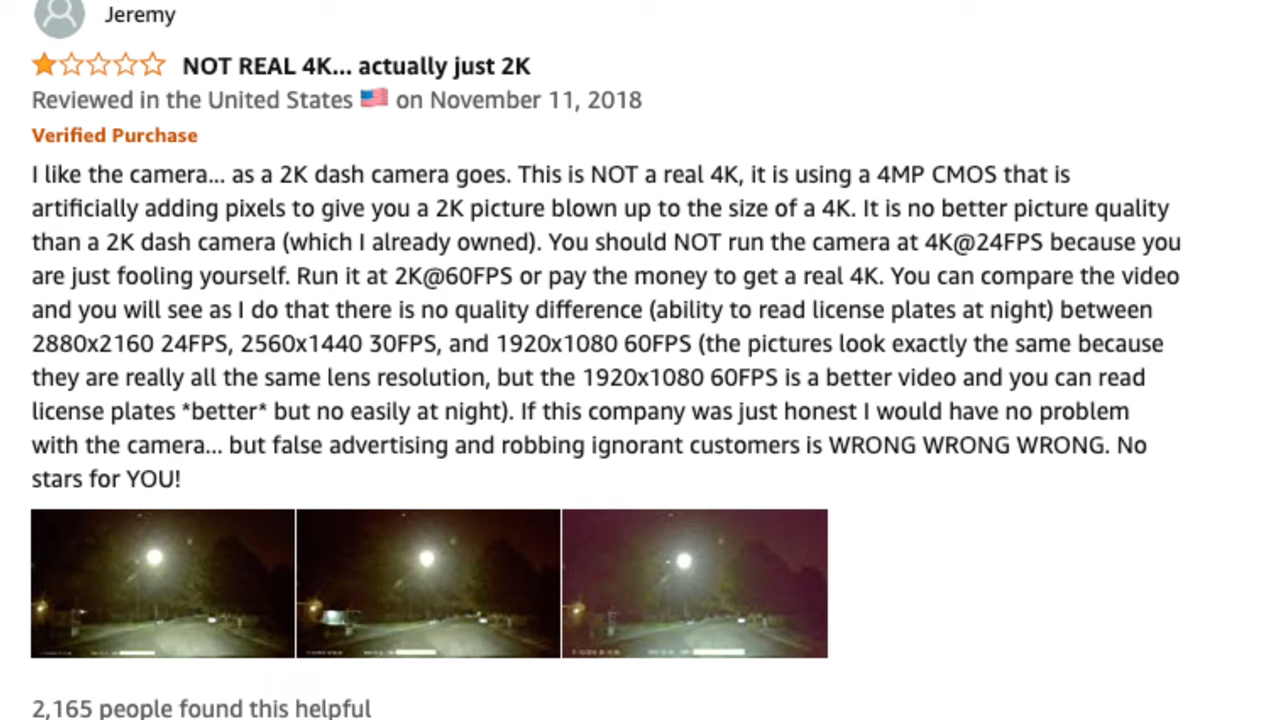 Jeremy
NOT REAL 4K... actually just 2K
Reviewed in the United States 🇺🇸 on November 11, 2018
Verified Purchase
I like the camera... as a 2K dash camera goes. This is NOT a real 4K, it is using a 4MP CMOS that is
artificially adding pixels to give you a 2K picture blown up to the size of a 4K. It is no better picture quality
than a 2K dash camera (which I already owned). You should NOT run the camera at 4K@24FPS because you
are just fooling yourself. Run it at 2K@60FPS or pay the money to get a real 4K. You can compare the video
and you will see as I do that there is no quality difference (ability to read license plates at night) between
2880x2160 24FPS, 2560x1440 30FPS, and 1920x1080 60FPS (the pictures look exactly the same because
they are really all the same lens resolution, but the 1920x1080 60FPS is a better video and you can read
license plates *better* but no easily at night). If this company was just honest I would have no problem
with the camera... but false advertising and robbing ignorant customers is WRONG WRONG WRONG. No
stars for YOU!
2,165 people found this helpful